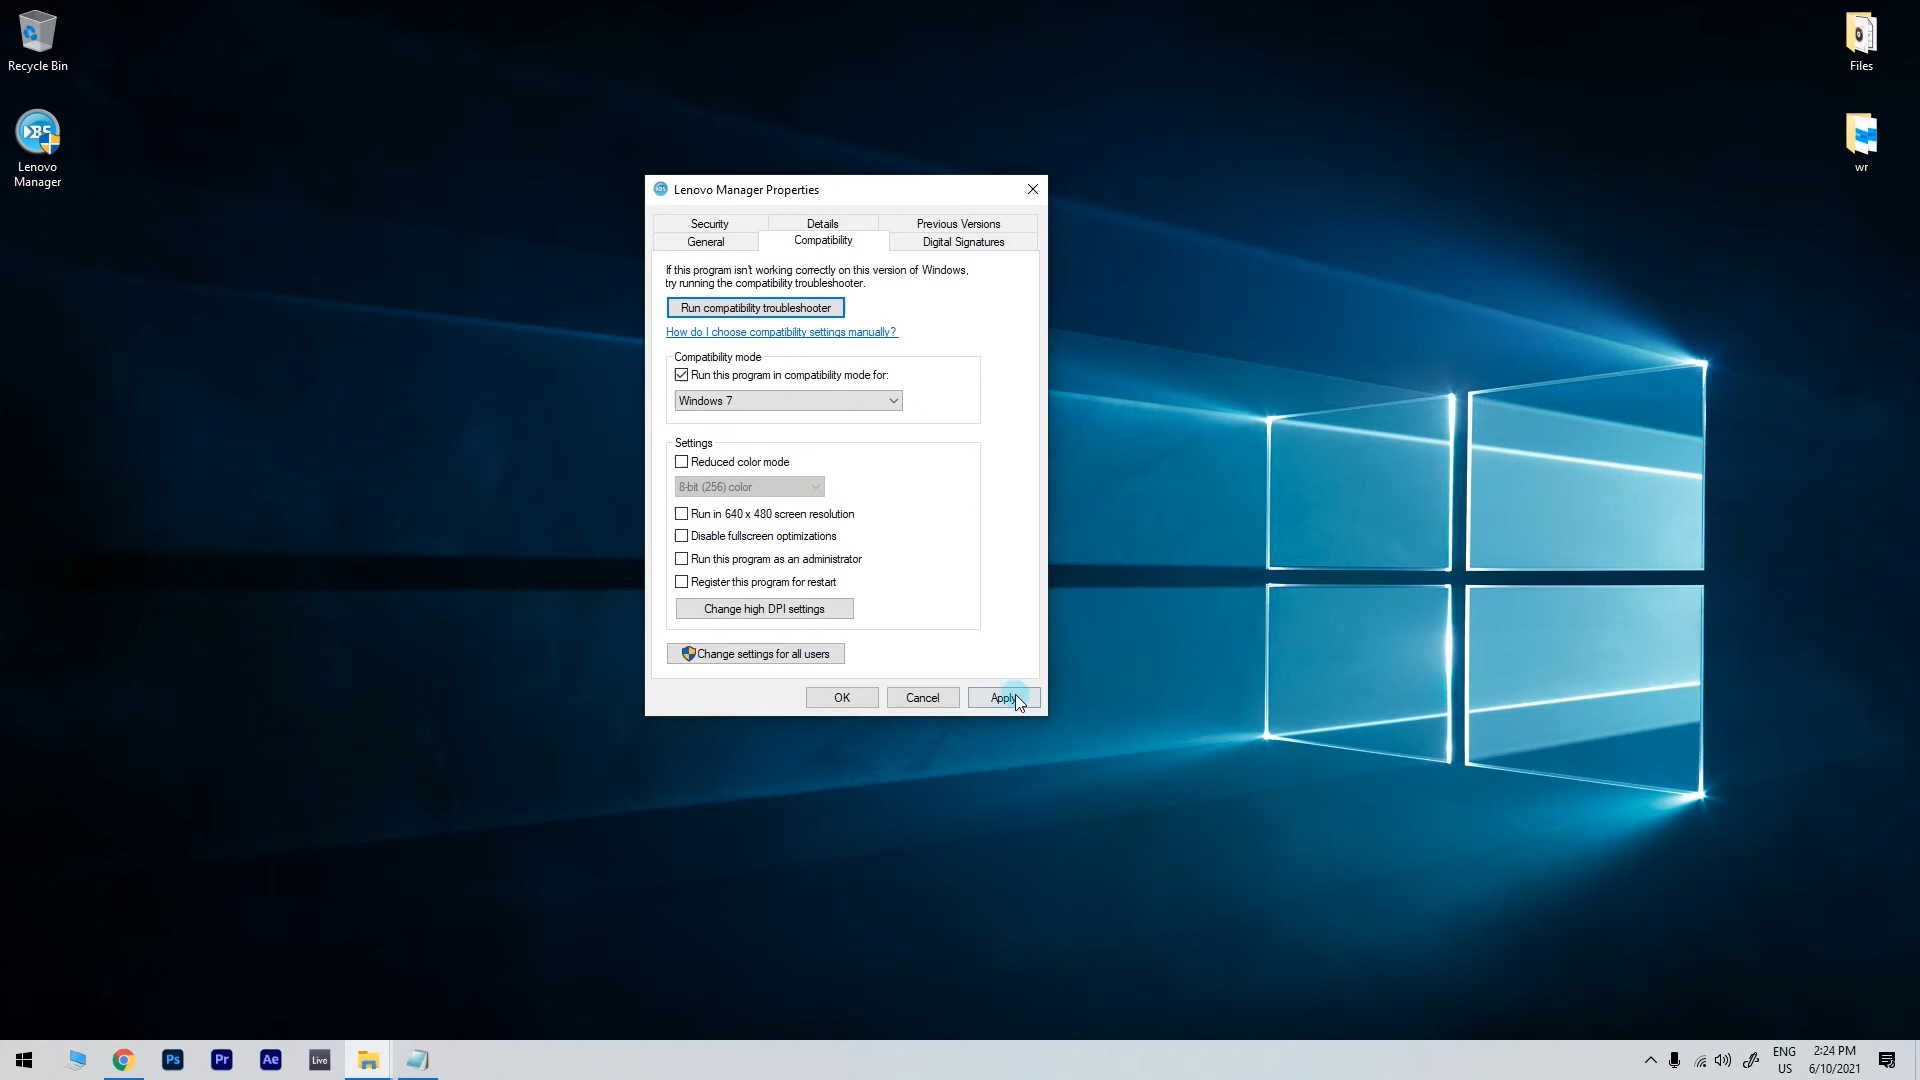 Recycle Bin
Lenovo
Manager
Files
wr
Lenovo Manager Properties
Security
Details
Previous Versions
General
Compatibility
Digital Signatures
If this program isn't working correctly on this version of Windows,
try running the compatibility troubleshooter.
Run compatibility troubleshooter
How do I choose compatibility settings manually?
Compatibility mode
Run this program in compatibility mode for:
Windows 7
Settings
Reduced color mode
8-bit (256) color
Run in 640 x 480 screen resolution
Disable fullscreen optimizations
Run this program as an administrator
Register this program for restart
Change high DPI settings
Change settings for all users
OK
Cancel
Apply
Ps
Pr
Ae
Live
ENG
US
2:24 PM
6/10/2021